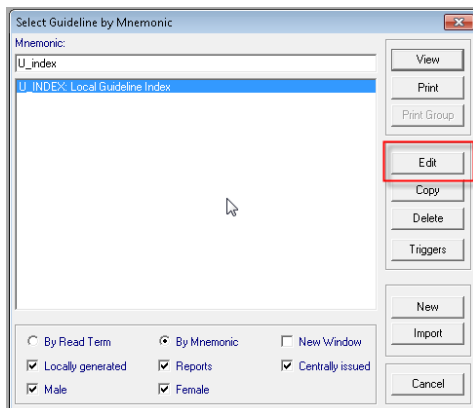 Select Guideline by Mnemonic
Mnemonic:
U_index
U_INDEX: Local Guideline Index
View
Print
Print Group
Edit
Copy
Delete
Triggers
New
Import
Cancel
By Read Term By Mnemonic New Window
Locally generated Reports Centrally issued
Male Female